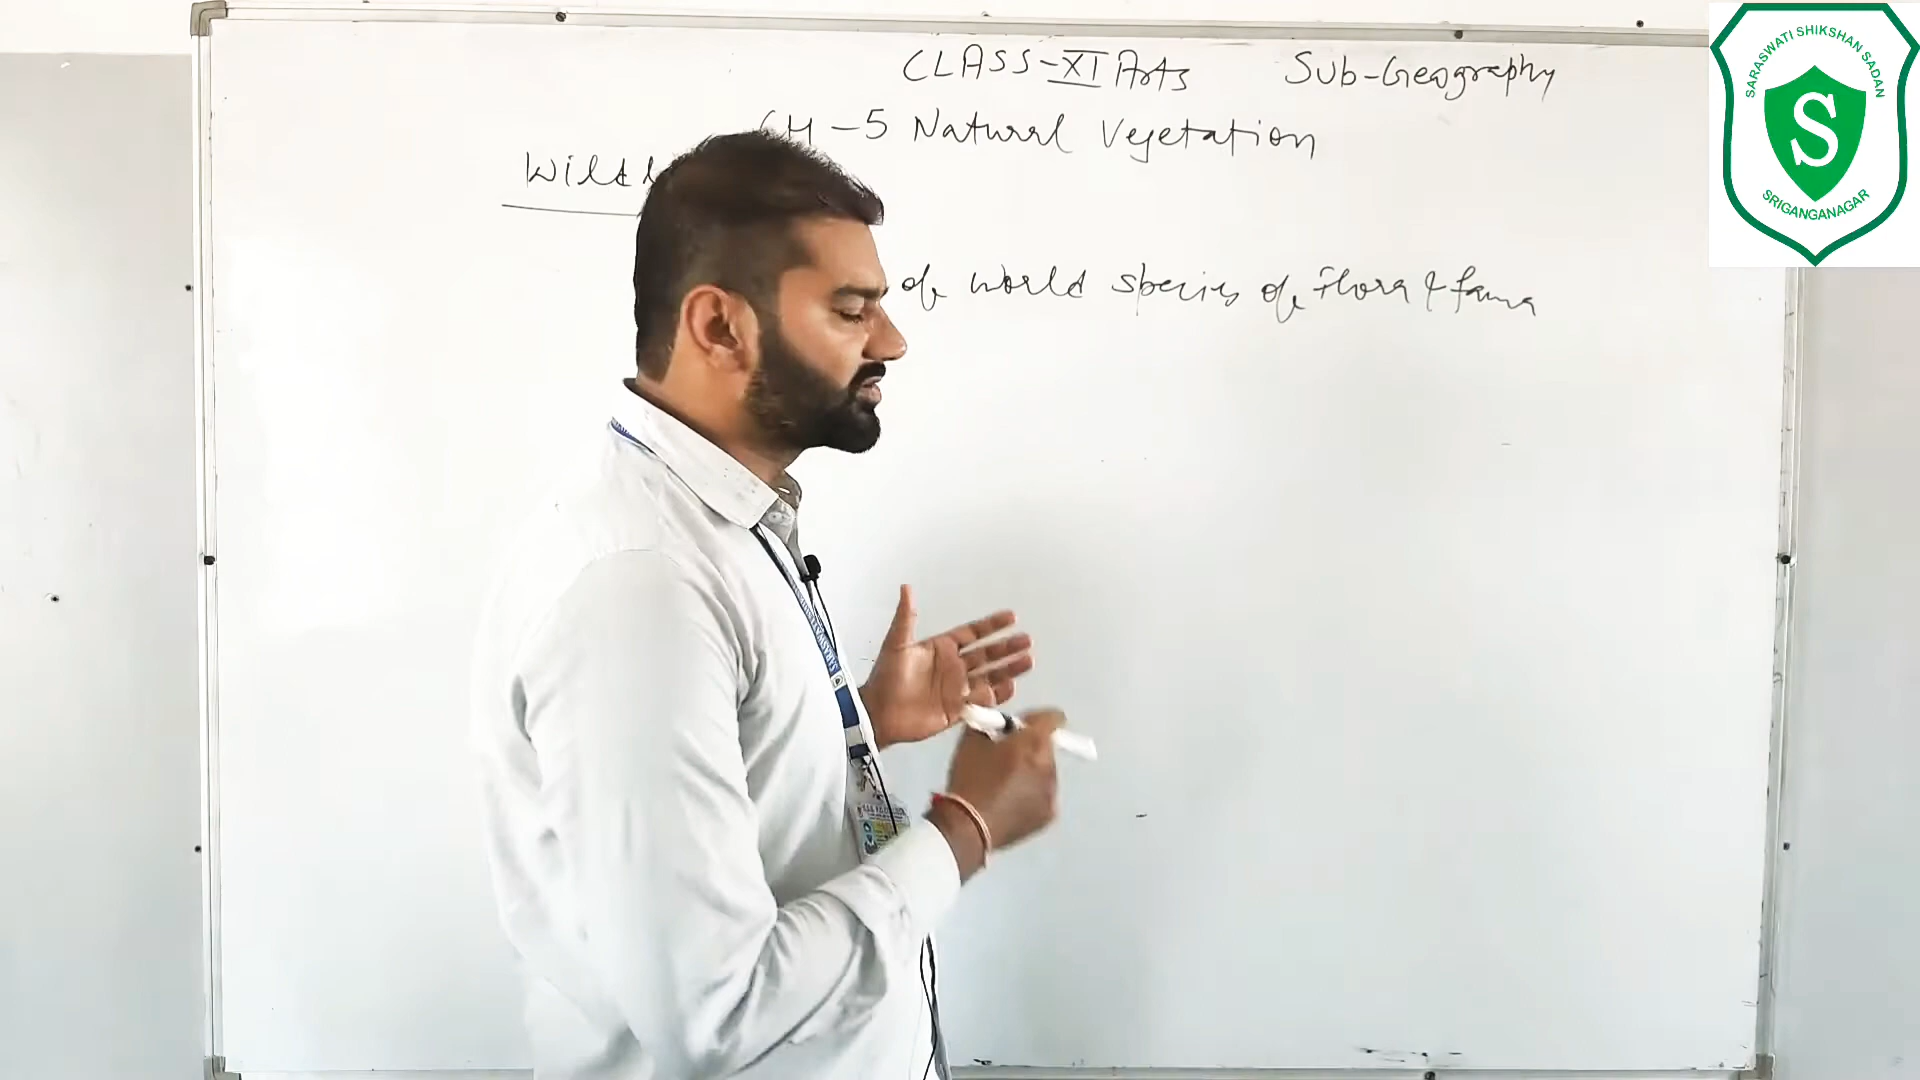 CLASS-XI Arts Sub-Geography
CH-5 Natural Vegetation
of world species of flora & fauna
SARASWATI SHIKSHAN SADAN
S
SRIGANGANAGAR